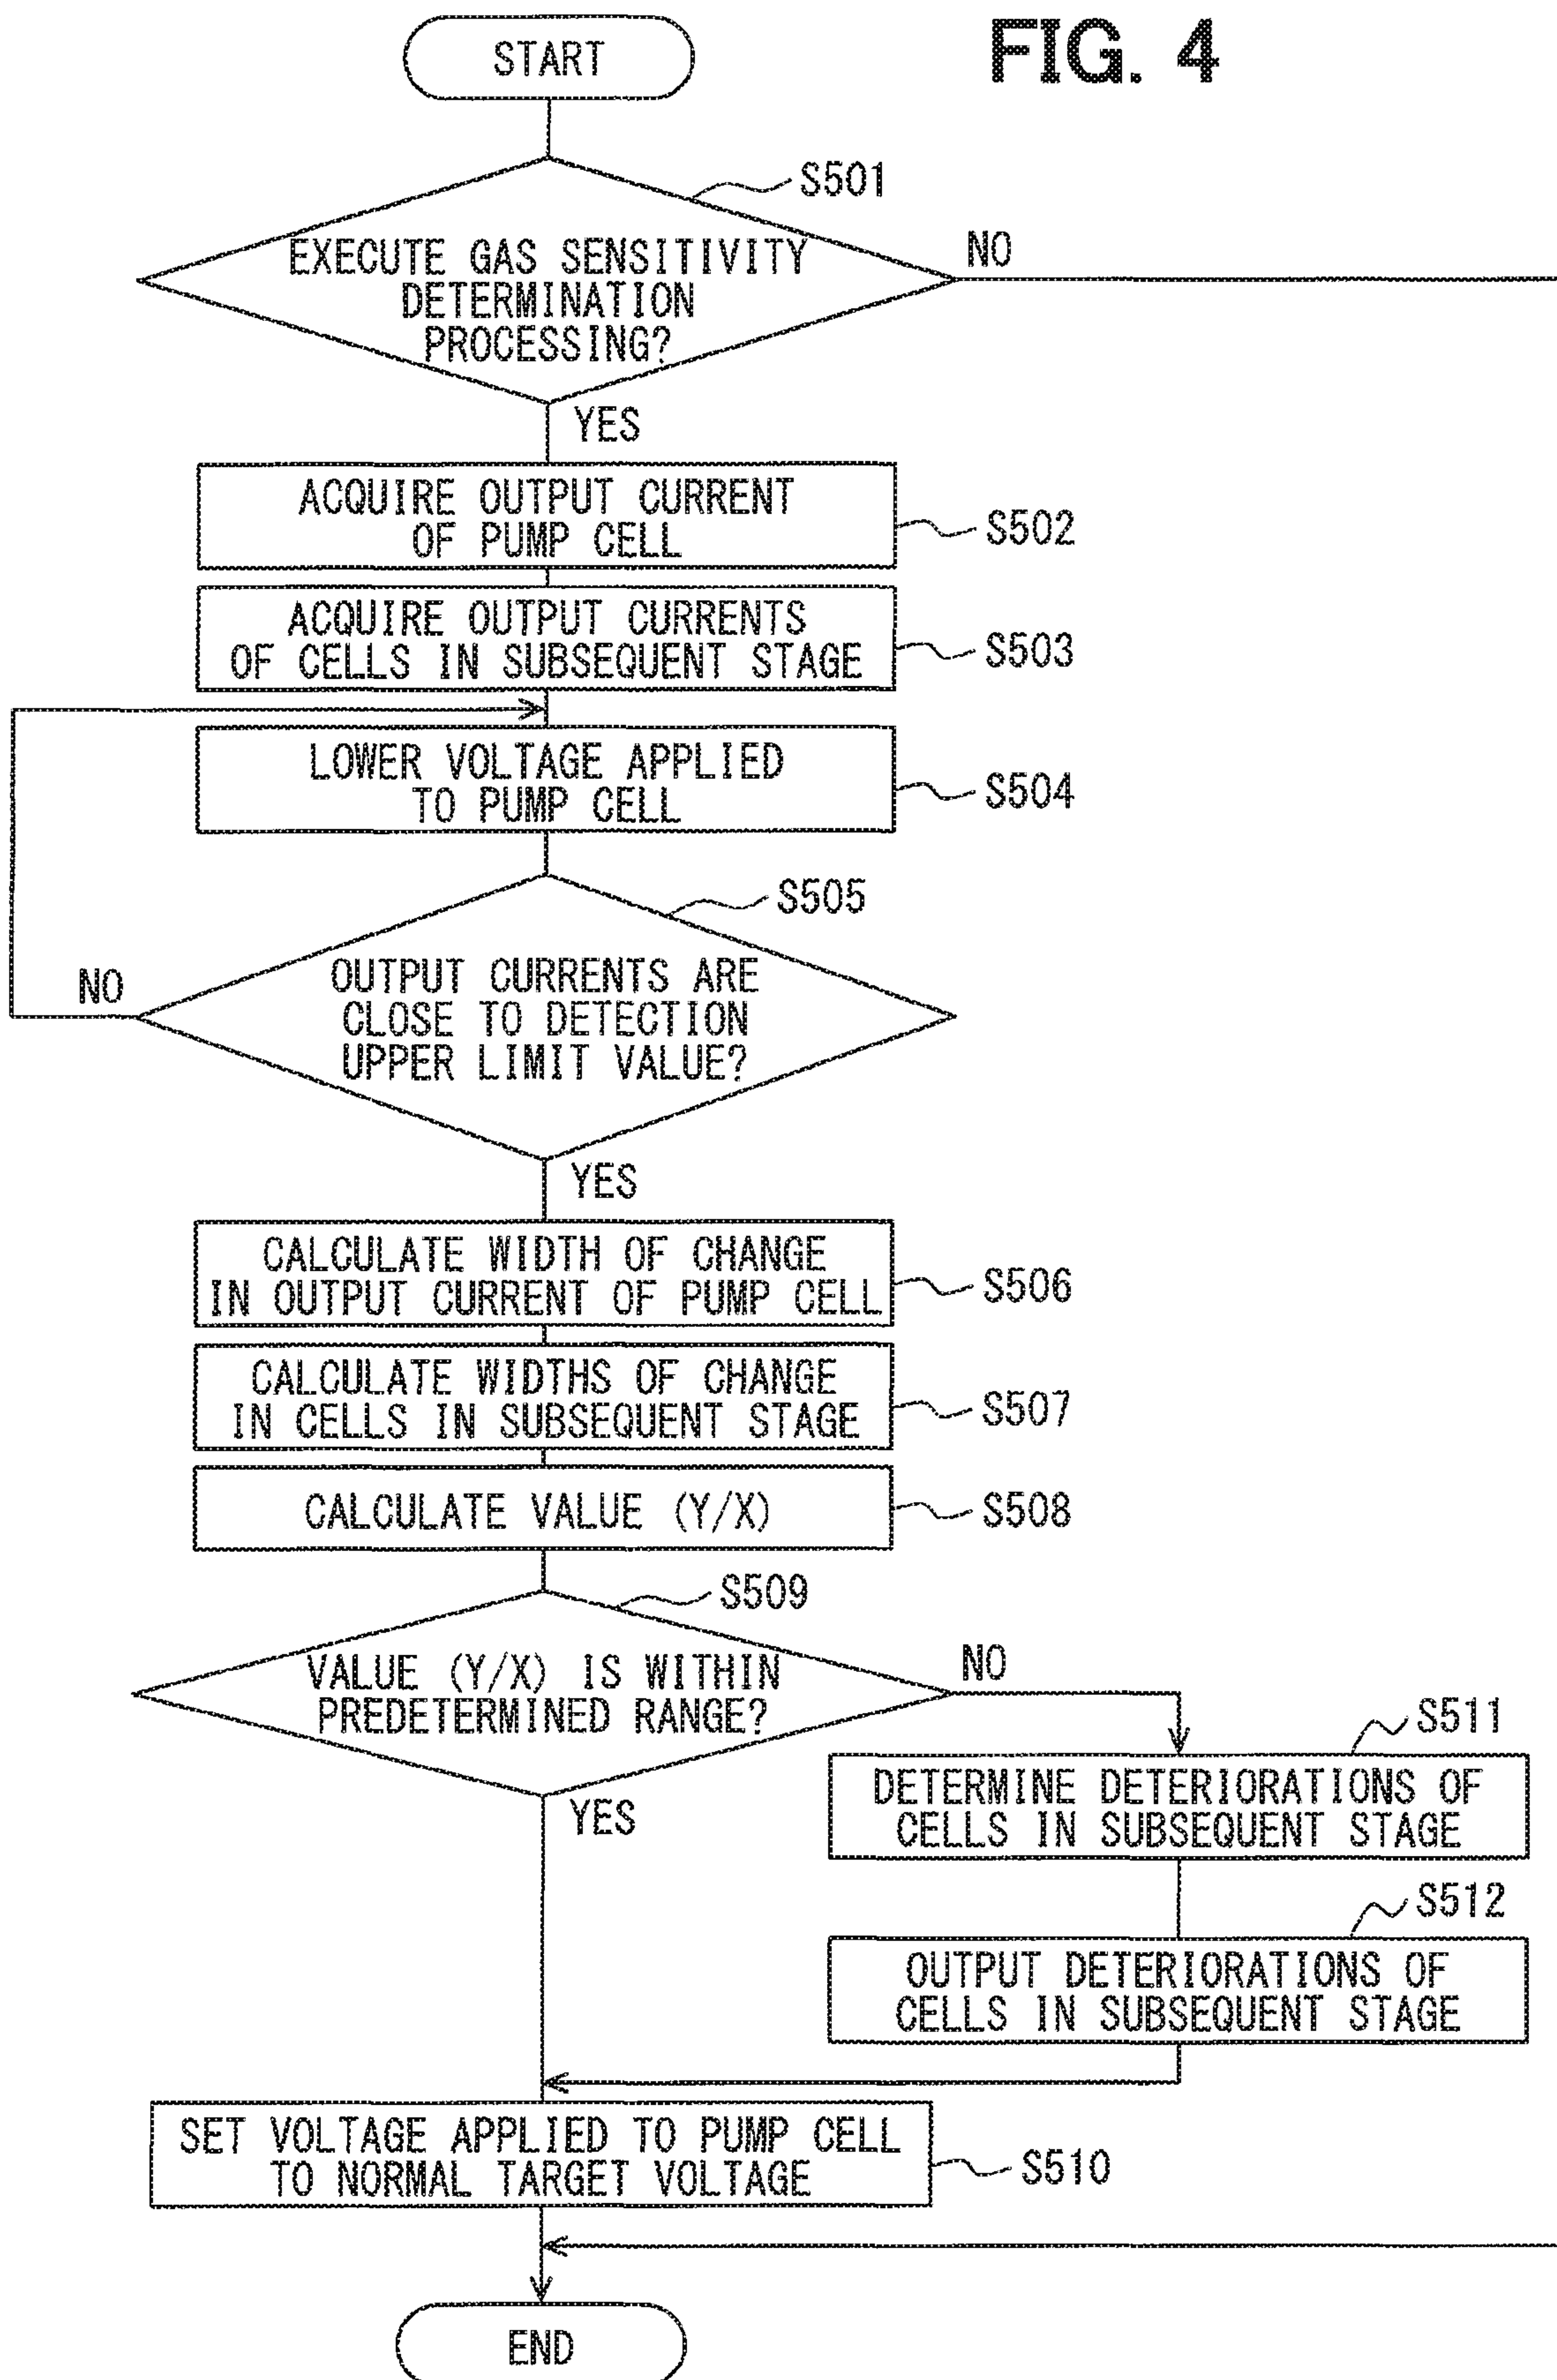 FIG. 4
START
S501
EXECUTE GAS SENSITIVITY
DETERMINATION
PROCESSING?
NO
YES
ACQUIRE OUTPUT CURRENT
OF PUMP CELL
S502
ACQUIRE OUTPUT CURRENTS
OF CELLS IN SUBSEQUENT STAGE
S503
LOWER VOLTAGE APPLIED
TO PUMP CELL
S504
S505
OUTPUT CURRENTS ARE
CLOSE TO DETECTION
UPPER LIMIT VALUE?
NO
YES
CALCULATE WIDTH OF CHANGE
IN OUTPUT CURRENT OF PUMP CELL
S506
CALCULATE WIDTHS OF CHANGE
IN CELLS IN SUBSEQUENT STAGE
S507
CALCULATE VALUE (Y/X)
S508
S509
VALUE (Y/X) IS WITHIN
PREDETERMINED RANGE?
NO
YES
S511
DETERMINE DETERIORATIONS OF
CELLS IN SUBSEQUENT STAGE
S512
OUTPUT DETERIORATIONS OF
CELLS IN SUBSEQUENT STAGE
SET VOLTAGE APPLIED TO PUMP CELL
TO NORMAL TARGET VOLTAGE
S510
END